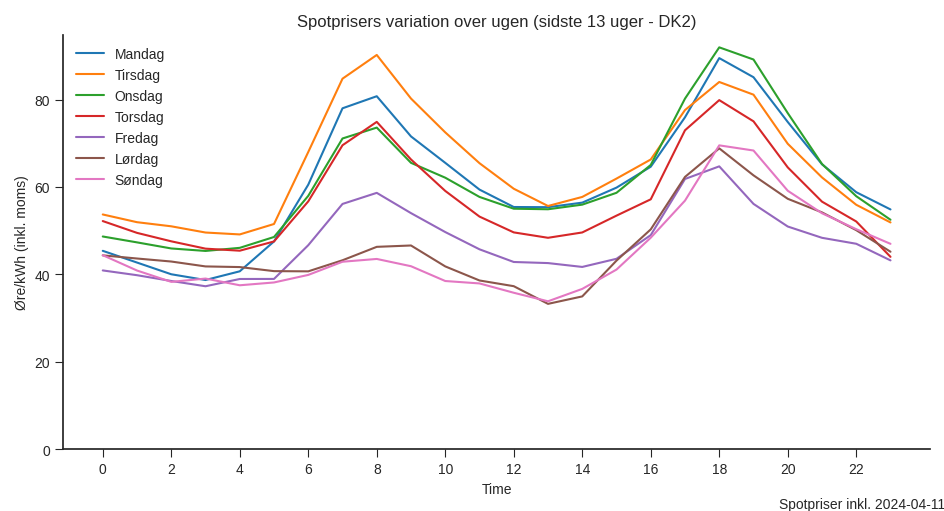 Spotprisers variation over ugen (sidste 13 uger - DK2)
Mandag
Tirsdag
Onsdag
Torsdag
Fredag
Lørdag
Søndag
Øre/kWh (inkl. moms)
80
60
40
20
0
0 2 4 6 8 10 12 14 16 18 20 22
Time
Spotpriser inkl. 2024-04-11